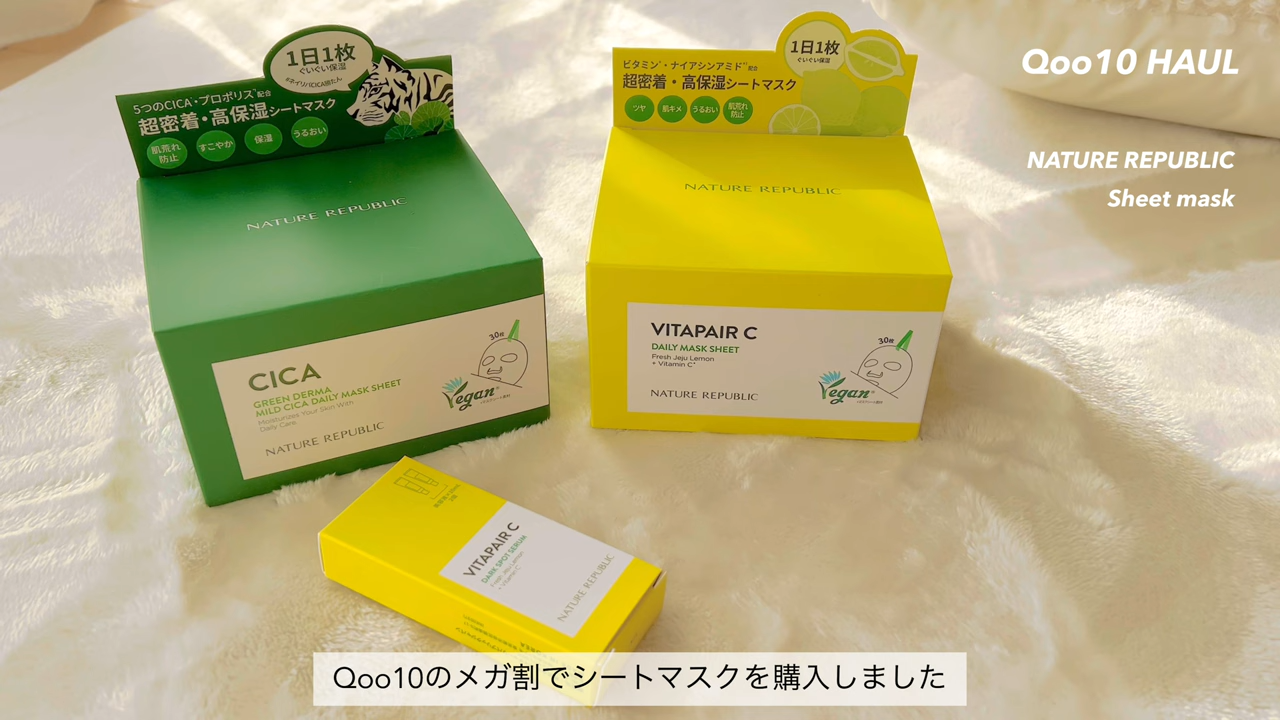 Qoo10 HAUL
NATURE REPUBLIC
Sheet mask
1日1枚
ぐいぐい保湿
5つのCICA・プロポリス配合
超密着・高保湿シートマスク
肌荒れ
防止
すこやか
保湿
うるおい
NATURE REPUBLIC
CICA
GREEN DERMA
MILD CICA DAILY MASK SHEET
Moisturizes Your Skin With
Daily Care
NATURE REPUBLIC
30枚
Vegan
1日1枚
ぐいぐい保湿
ビタミン・ナイアシンアミド配合
超密着・高保湿シートマスク
ツヤ
肌キメ
うるおい
肌荒れ
防止
NATURE REPUBLIC
VITAPAIR C
DAILY MASK SHEET
Fresh Jeju Lemon
+ Vitamin C
NATURE REPUBLIC
30枚
Vegan
VITAPAIR C
DARK SPOT SERUM
Fresh Jeju Lemon
+ Vitamin C
NATURE REPUBLIC
Qoo10のメガ割でシートマスクを購入しました